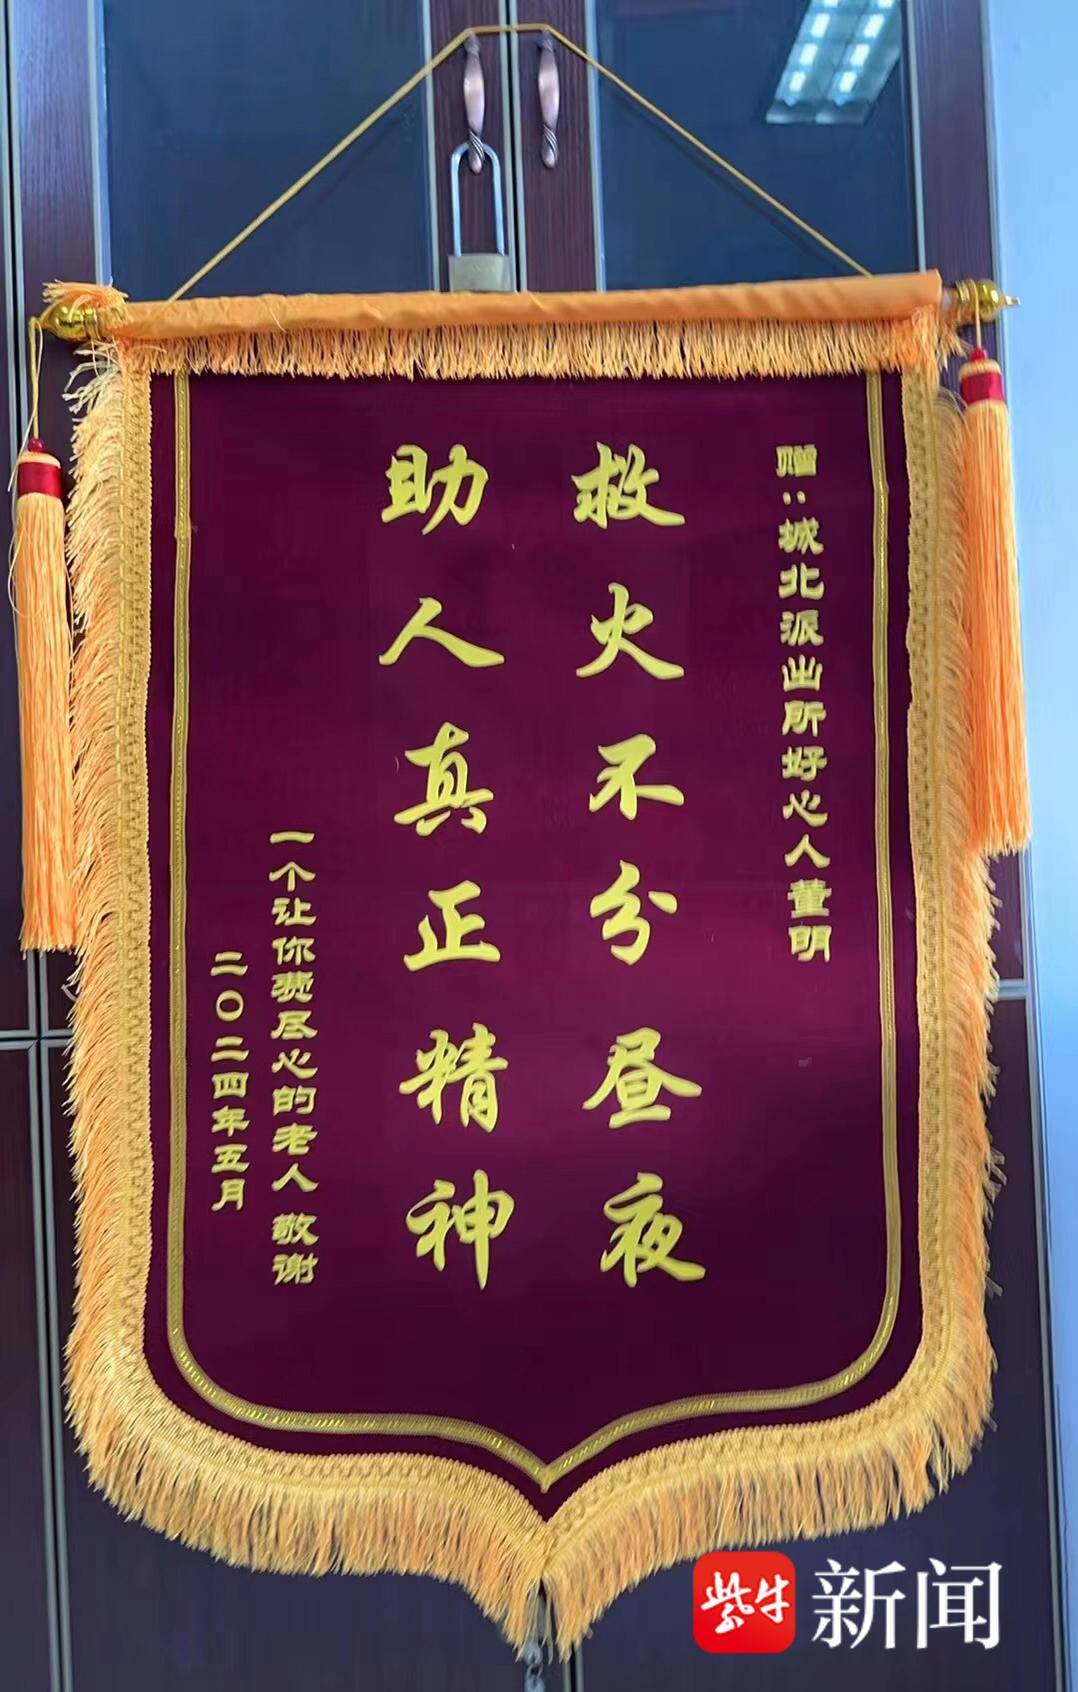 赠:城北派出所好心人董明
救火不分昼夜
助人真正精神
一个让你费尽心的老人 敬谢
二〇二四年五月
紫牛新闻